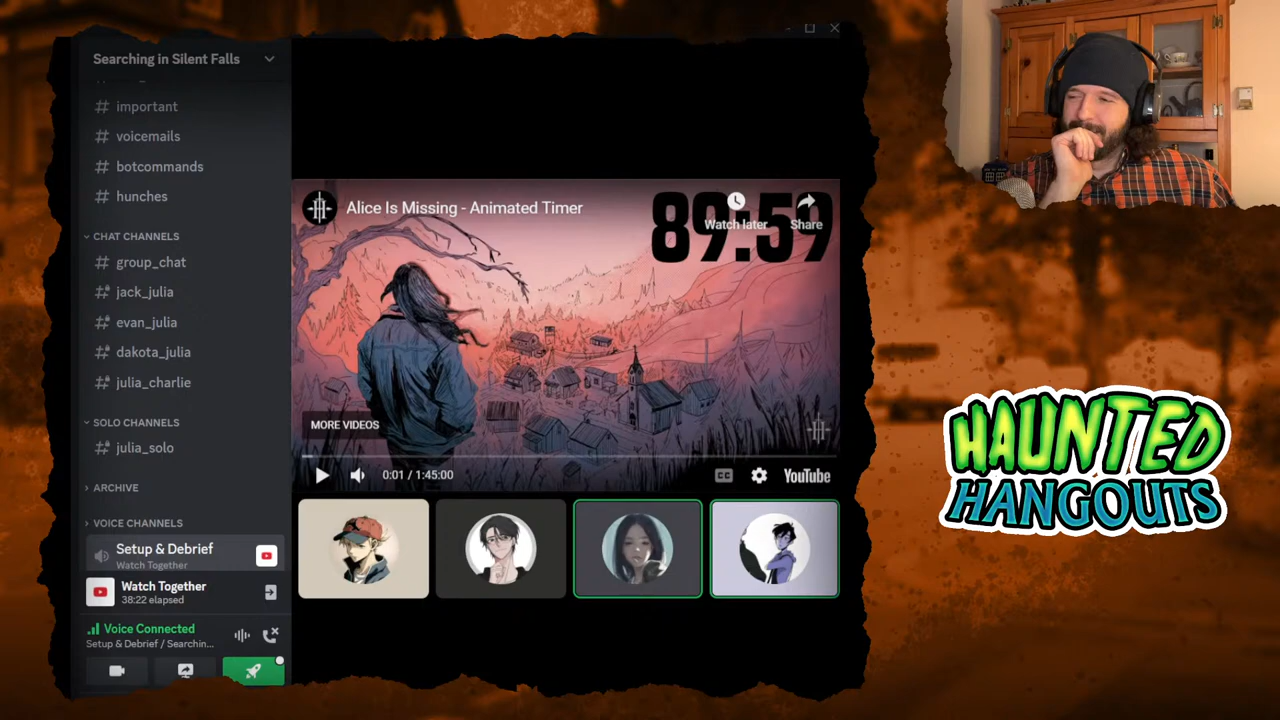 Searching in Silent Falls
# important
# voicemails
# botcommands
# hunches
CHAT CHANNELS
# group_chat
# jack_julia
# evan_julia
# dakota_julia
# julia_charlie
SOLO CHANNELS
# julia_solo
ARCHIVE
VOICE CHANNELS
Setup & Debrief
Watch Together
Watch Together
38:22 elapsed
Voice Connected
Setup & Debrief / Searchin...
Alice Is Missing - Animated Timer
89:59
Watch later
Share
MORE VIDEOS
0:01 / 1:45:00
CC
YouTube
HAUNTED
HANGOUTS